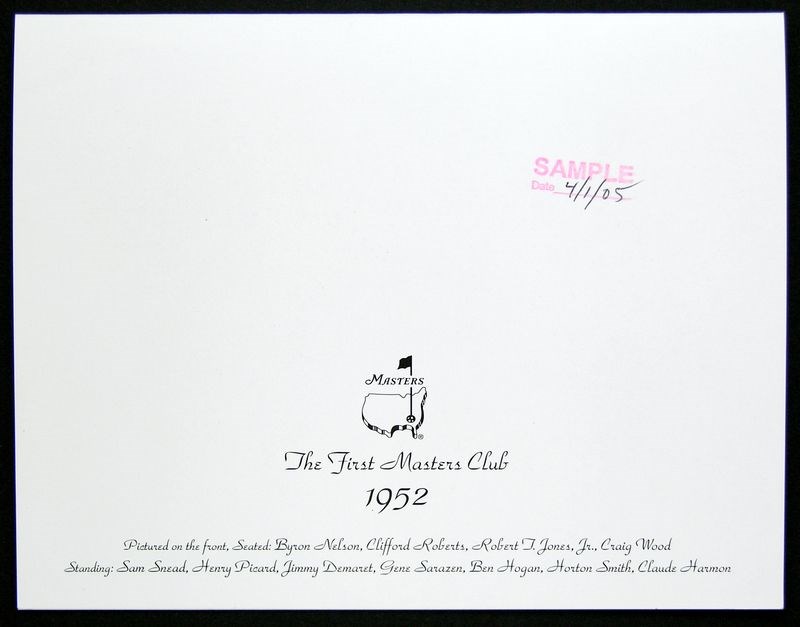 SAMPLE
Date 4/1/05
MASTERS
®
The First Masters Club
1952
Pictured on the front, Seated: Byron Nelson, Clifford Roberts, Robert T. Jones, Jr., Craig Wood
Standing: Sam Snead, Henry Picard, Jimmy Demaret, Gene Sarazen, Ben Hogan, Horton Smith, Claude Harmon